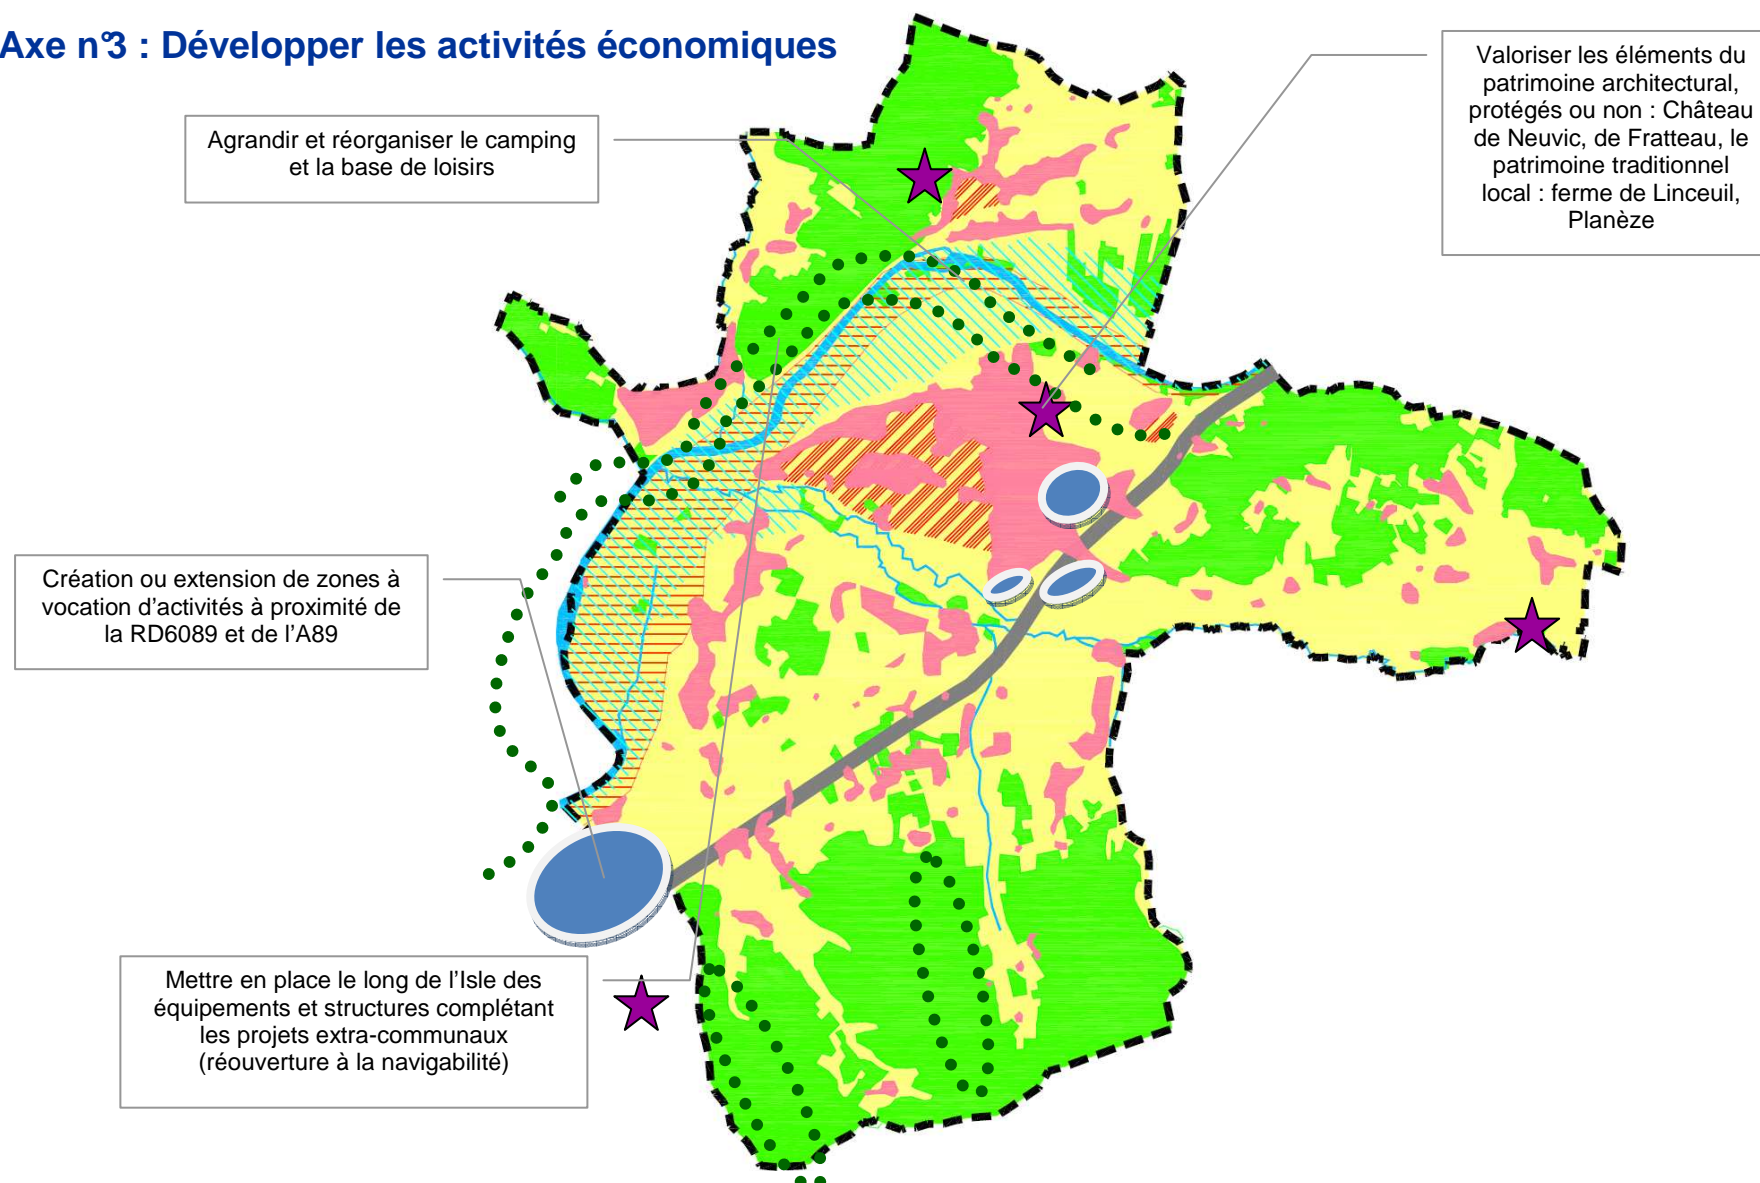 Axe n°3 : Développer les activités économiques
Valoriser les éléments du
patrimoine architectural,
protégés ou non : Château
de Neuvic, de Fratteau, le
patrimoine traditionnel
local : ferme de Linceuil,
Planèze
Agrandir et réorganiser le camping
et la base de loisirs
Création ou extension de zones à
vocation d’activités à proximité de
la RD6089 et de l’A89
Mettre en place le long de l’Isle des
équipements et structures complétant
les projets extra-communaux
(réouverture à la navigabilité)